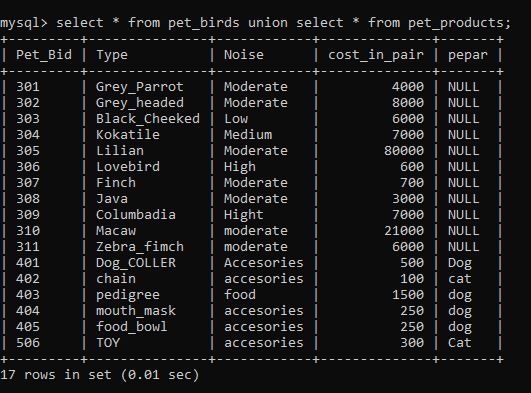 mysql> select * from pet_birds union select * from pet_products;
+---------+--------------+-------------+--------------+-------+
| Pet_Bid | Type         | Noise       | cost_in_pair | pepar |
+---------+--------------+-------------+--------------+-------+
| 301     | Grey_Parrot  | Moderate    |         4000 | NULL  |
| 302     | Grey_headed  | Moderate    |         8000 | NULL  |
| 303     | Black_Cheeked | Low         |         6000 | NULL  |
| 304     | Kokatile     | Medium      |         7000 | NULL  |
| 305     | Lilian       | Moderate    |        80000 | NULL  |
| 306     | Lovebird     | High        |          600 | NULL  |
| 307     | Finch        | Moderate    |          700 | NULL  |
| 308     | Java         | Moderate    |         3000 | NULL  |
| 309     | Columbadia   | Hight       |         7000 | NULL  |
| 310     | Macaw        | moderate    |        21000 | NULL  |
| 311     | Zebra_fimch  | moderate    |         6000 | NULL  |
| 401     | Dog_COLLER   | Accesories  |          500 | Dog   |
| 402     | chain        | accesories  |          100 | cat   |
| 403     | pedigree     | food        |         1500 | dog   |
| 404     | mouth_mask   | accesories  |          250 | dog   |
| 405     | food_bowl    | accesories  |          250 | dog   |
| 506     | TOY          | accesories  |          300 | Cat   |
+---------+--------------+-------------+--------------+-------+
17 rows in set (0.01 sec)